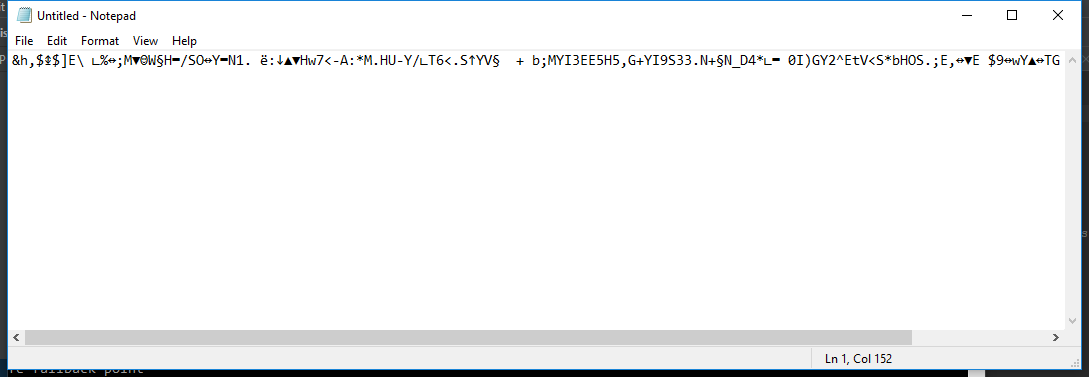 Untitled - Notepad
File Edit Format View Help
&h,$↨$]E\ ∟%↔;M▼ΘW§H▬/SO↔Y▬N1. ë:↓▲▼Hw7<-A:*M.HU-Y/∟T6<.S↑YV§  + b;MYI3EE5H5,G+YI9S33.N+§N_D4*∟▬ 0I)GY2^EtV<S*bHOS.;E,↔▼E $9↔wY▲↔TG
Ln 1, Col 152
fallback point